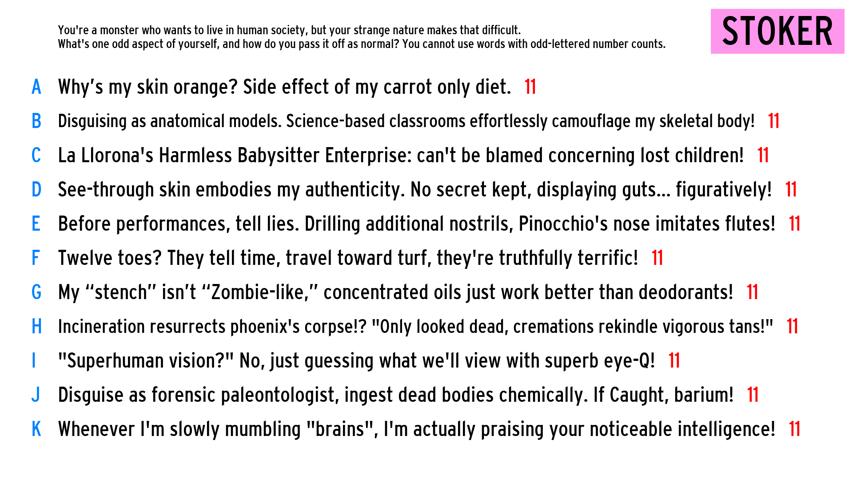 You're a monster who wants to live in human society, but your strange nature makes that difficult.
What's one odd aspect of yourself, and how do you pass it off as normal? You cannot use words with odd-lettered number counts.
STOKER
A Why's my skin orange? Side effect of my carrot only diet. 11
B Disguising as anatomical models. Science-based classrooms effortlessly camouflage my skeletal body! 11
C La Llorona's Harmless Babysitter Enterprise: can't be blamed concerning lost children! 11
D See-through skin embodies my authenticity. No secret kept, displaying guts... figuratively! 11
E Before performances, tell lies. Drilling additional nostrils, Pinocchio's nose imitates flutes! 11
F Twelve toes? They tell time, travel toward turf, they're truthfully terrific! 11
G My “stench” isn’t “Zombie-like,” concentrated oils just work better than deodorants! 11
H Incineration resurrects phoenix's corpse!? "Only looked dead, cremations rekindle vigorous tans!" 11
I "Superhuman vision?" No, just guessing what we'll view with superb eye-Q! 11
J Disguise as forensic paleontologist, ingest dead bodies chemically. If Caught, barium! 11
K Whenever I'm slowly mumbling "brains", I'm actually praising your noticeable intelligence! 11